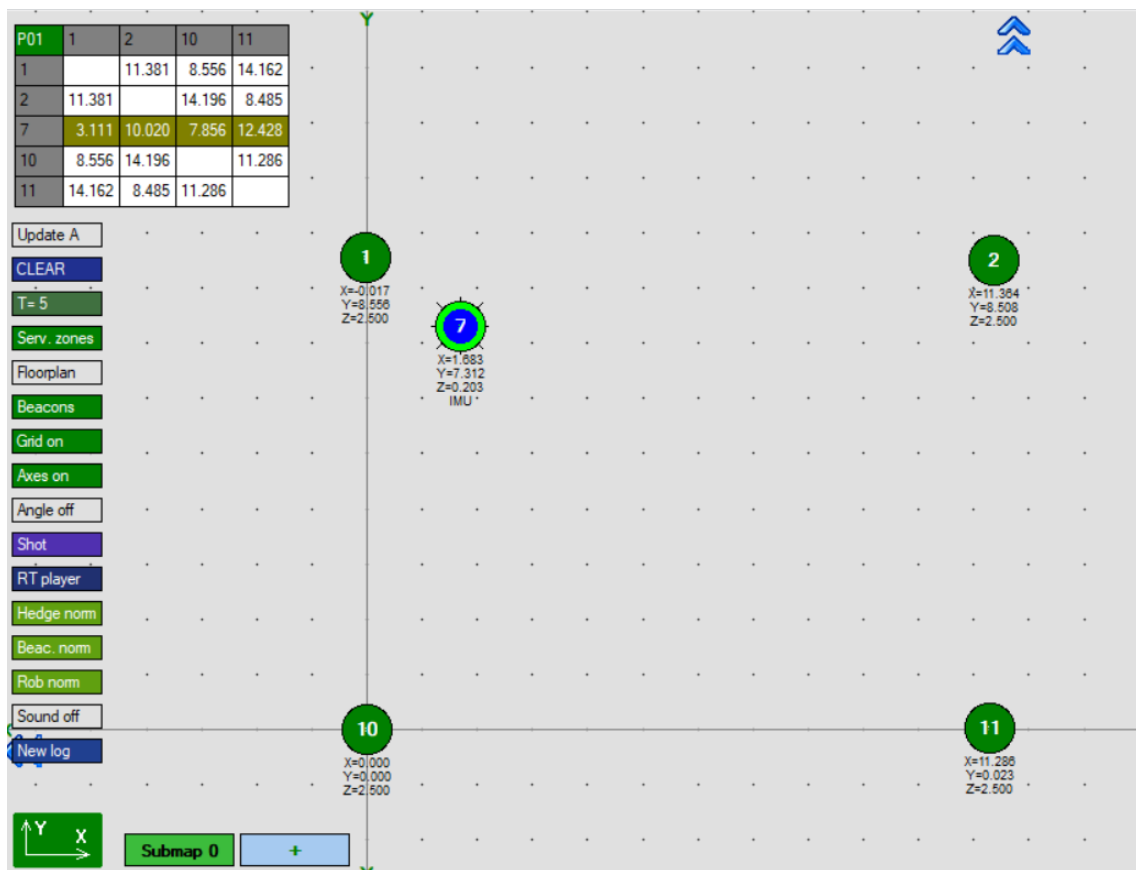 Y
P01 1 2 10 11
1 11.381 8.556 14.162
2 11.381 14.196 8.485
7 3.111 10.020 7.856 12.428
10 8.556 14.196 11.286
11 14.162 8.485 11.286
Update A
CLEAR
T= 5
Serv. zones
Floorplan
Beacons
Grid on
Axes on
Angle off
Shot
RT player
Hedge norm
Beac. norm
Rob norm
Sound off
New log
1
X=-0.017
Y=8.556
Z=2.500
2
X=11.364
Y=8.508
Z=2.500
7
X=1.683
Y=7.312
Z=0.203
IMU
10
X=0.000
Y=0.000
Z=2.500
11
X=11.286
Y=0.023
Z=2.500
Y X
Submap 0 +